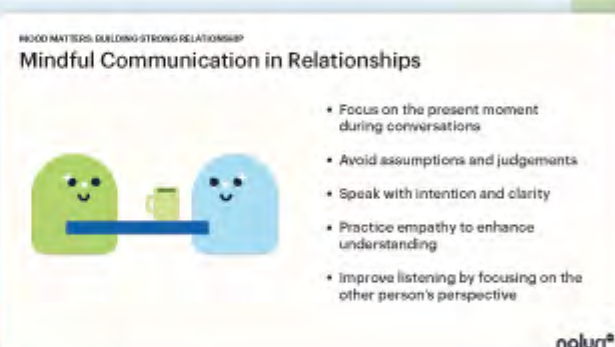 MOOD MATTERS: BUILDING STRONG RELATIONSHIP
Mindful Communication in Relationships
• Focus on the present moment
during conversations
• Avoid assumptions and judgements
• Speak with intention and clarity
• Practice empathy to enhance
understanding
• Improve listening by focusing on the
other person's perspective